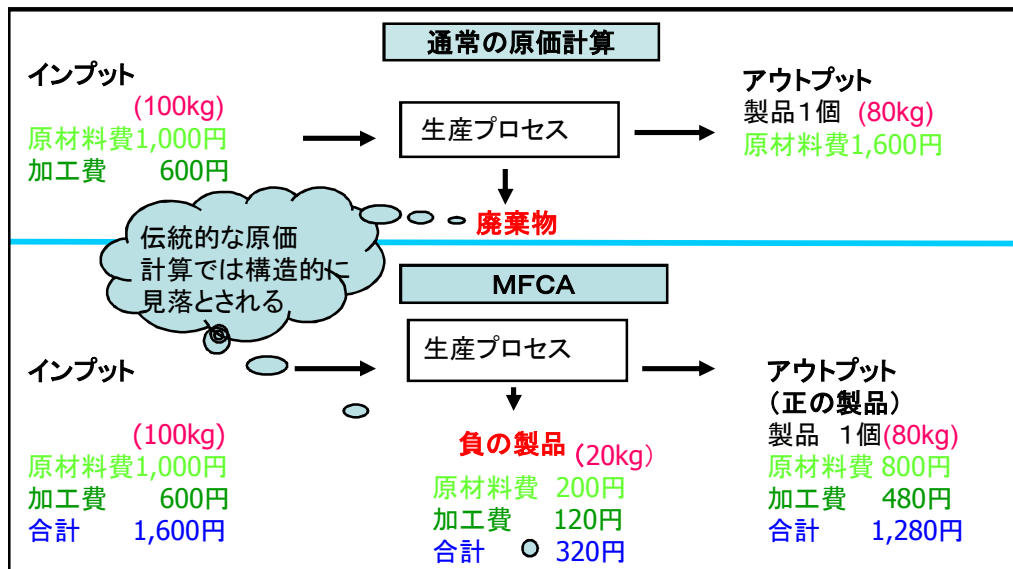 通常の原価計算
インプット
(100kg)
原材料費1,000円
加工費 600円
生産プロセス
アウトプット
製品1個 (80kg)
原材料費1,600円
廃棄物
伝統的な原価
計算では構造的に
見落とされる
MFCA
インプット
(100kg)
原材料費1,000円
加工費 600円
合計 1,600円
生産プロセス
負の製品 (20kg)
原材料費 200円
加工費 120円
合計 320円
アウトプット
(正の製品)
製品 1個(80kg)
原材料費 800円
加工費 480円
合計 1,280円